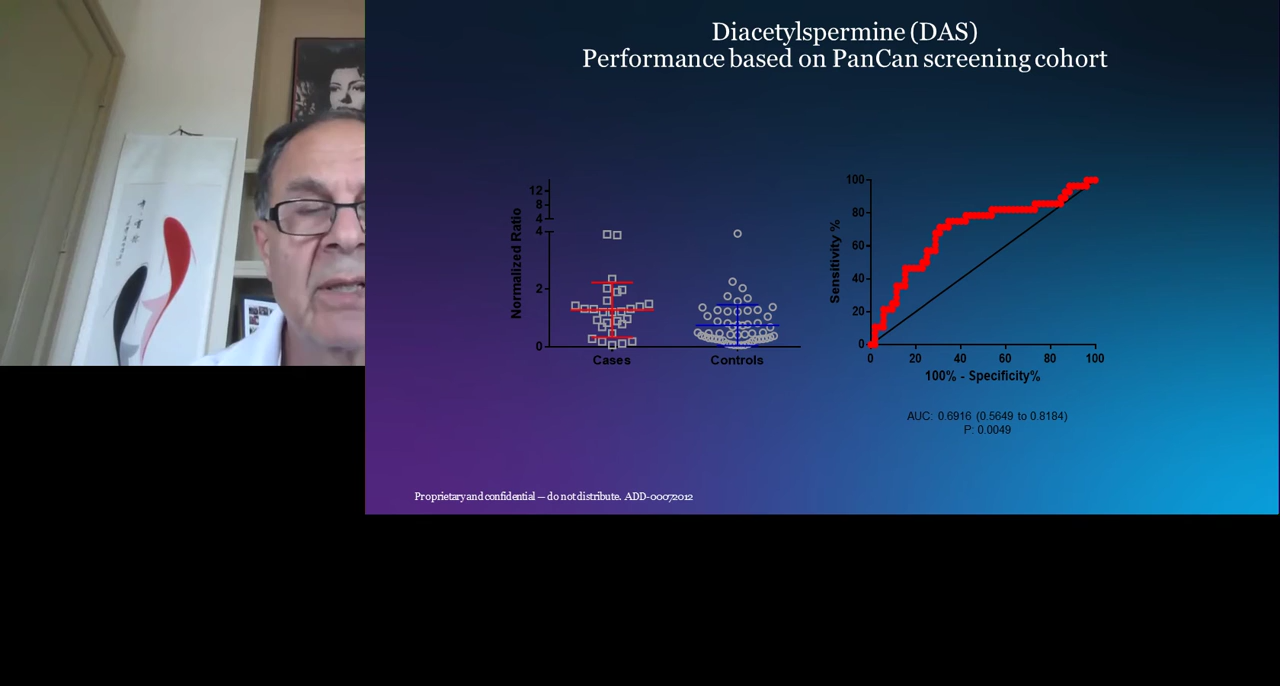 Diacetylspermine (DAS)
Performance based on PanCan screening cohort
Normalized Ratio
12
8
4
4
2
0
Cases
Controls
Sensitivity %
100
80
60
40
20
0
0
20
40
60
80
100
100% - Specificity%
AUC: 0.6916 (0.5649 to 0.8184)
P: 0.0049
Proprietary and confidential — do not distribute. ADD-00072012